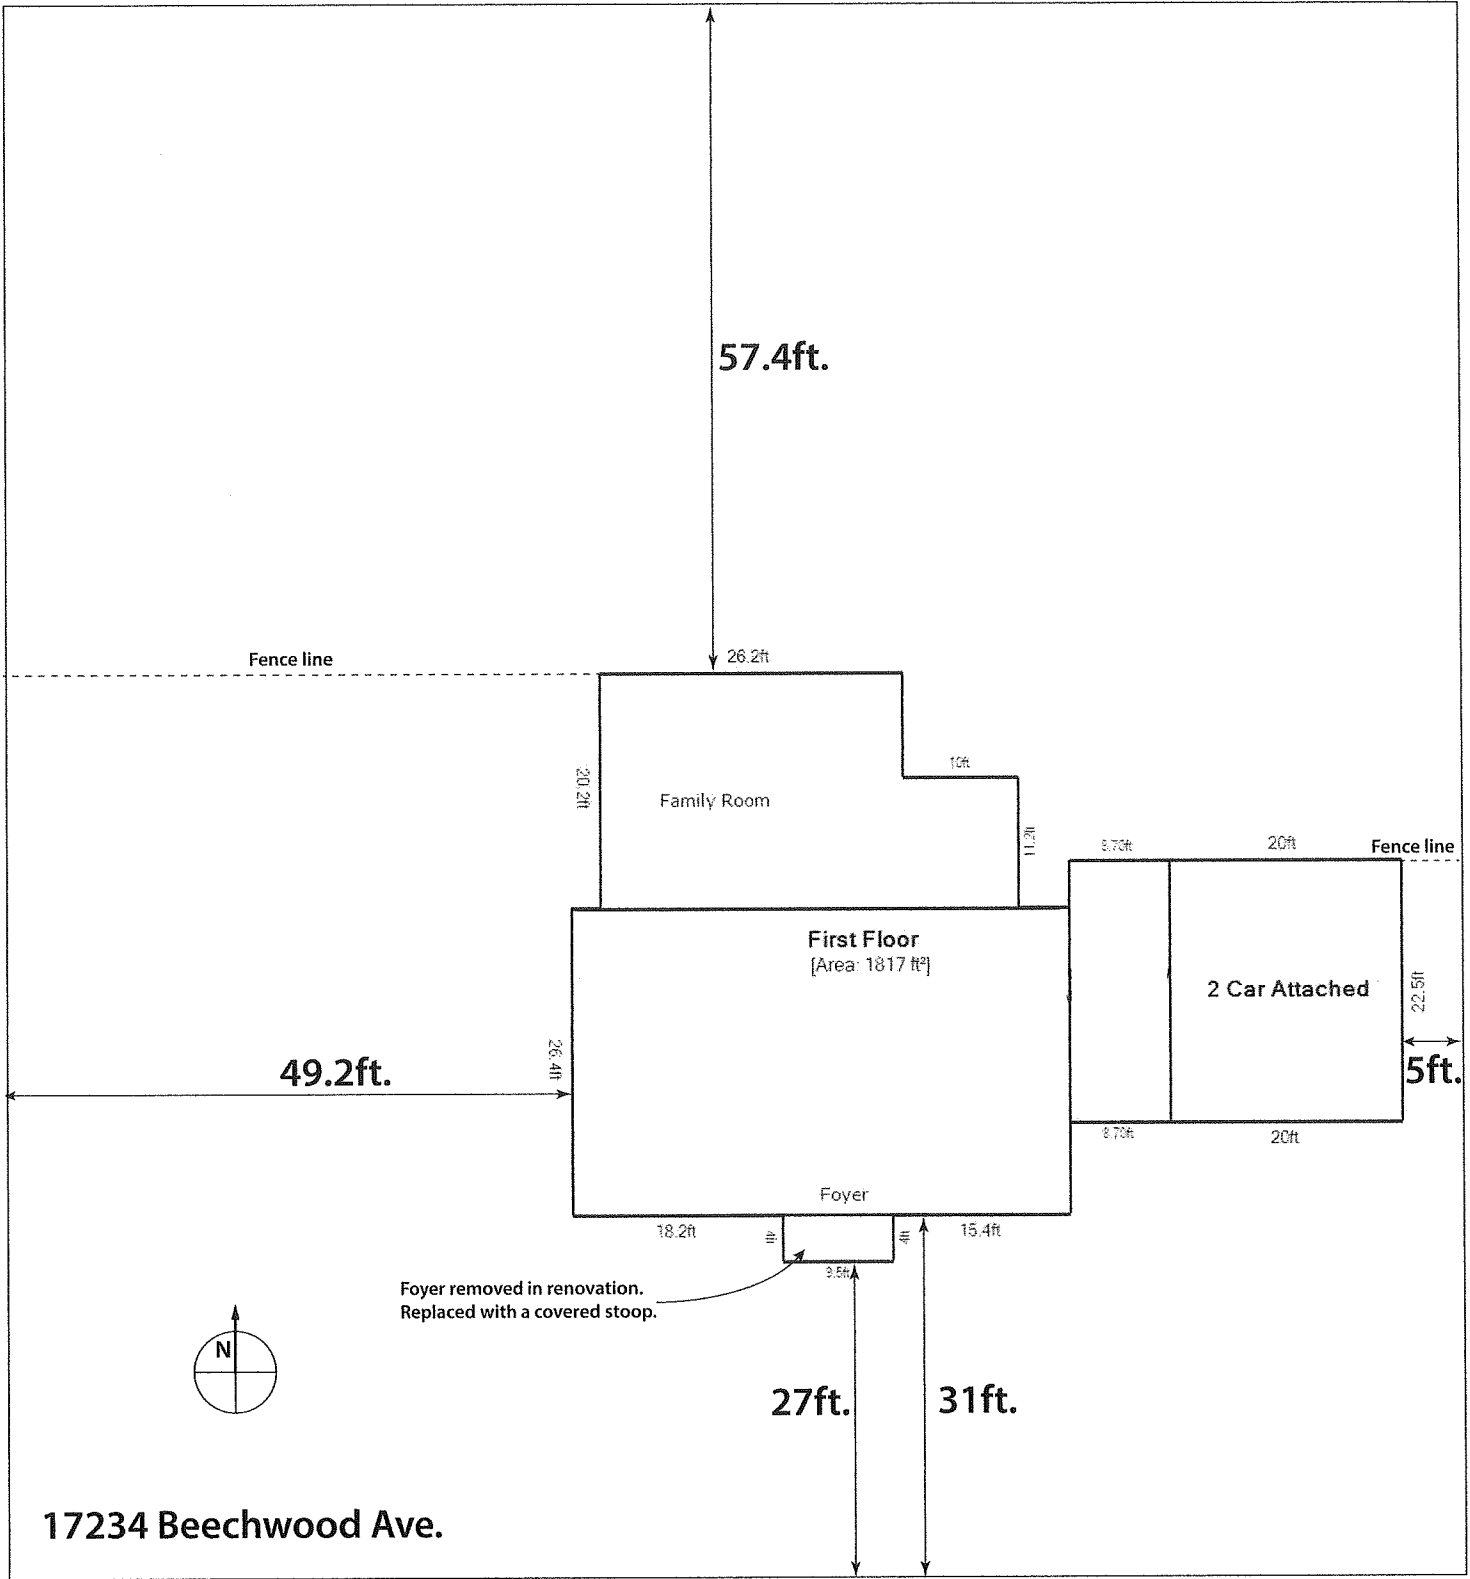 57.4ft.
26.2ft
Fence line
20.2ft
Family Room
10ft
11.2ft
8.70ft
20ft
Fence line
First Floor
[Area: 1817 ft²]
2 Car Attached
22.5ft
26.4ft
49.2ft.
5ft.
8.70ft
20ft
Foyer
18.2ft
4ft
4ft
15.4ft
9.5ft
Foyer removed in renovation.
Replaced with a covered stoop.
N
27ft.
31ft.
17234 Beechwood Ave.